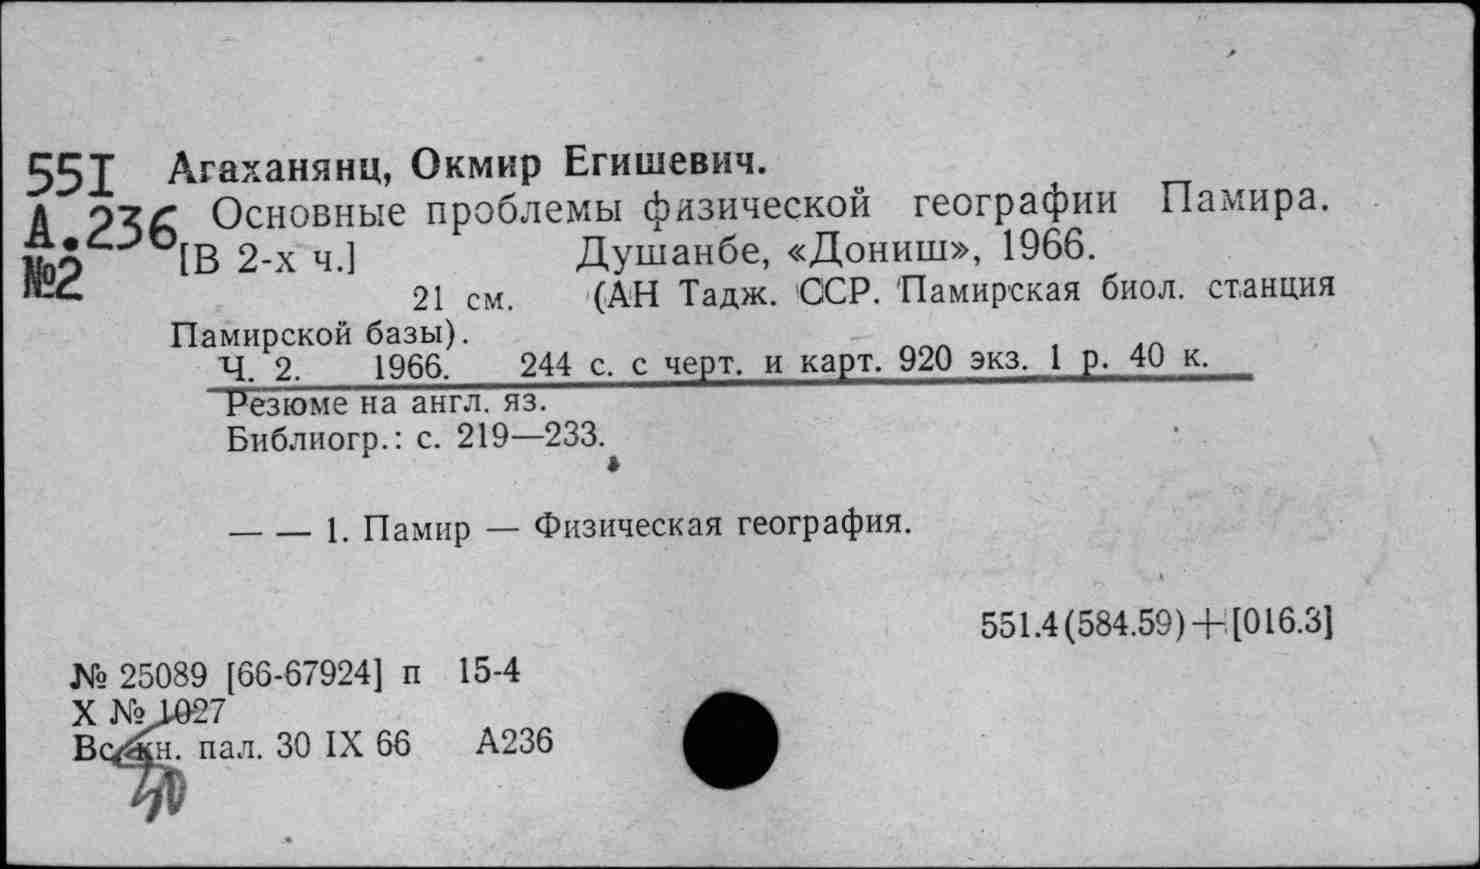 551 Агаханянц, Окмир Егишевич.
А.236 Основные проблемы физической географии Памира.
№2 [В 2-х ч.] Душанбе, «Дониш», 1966.
21 см. (АН Тадж. ССР. Памирская биол. станция
Памирской базы).
Ч. 2. 1966. 244 с. с черт. и карт. 920 экз. 1 р. 40 к.
Резюме на англ. яз.
Библиогр.: с. 219—233.
— — 1. Памир — Физическая география.
551.4(584.59)+[016.3]
№ 25089 [66-67924] п 15-4
Х № 1027
пал. 30 IX 66 А236